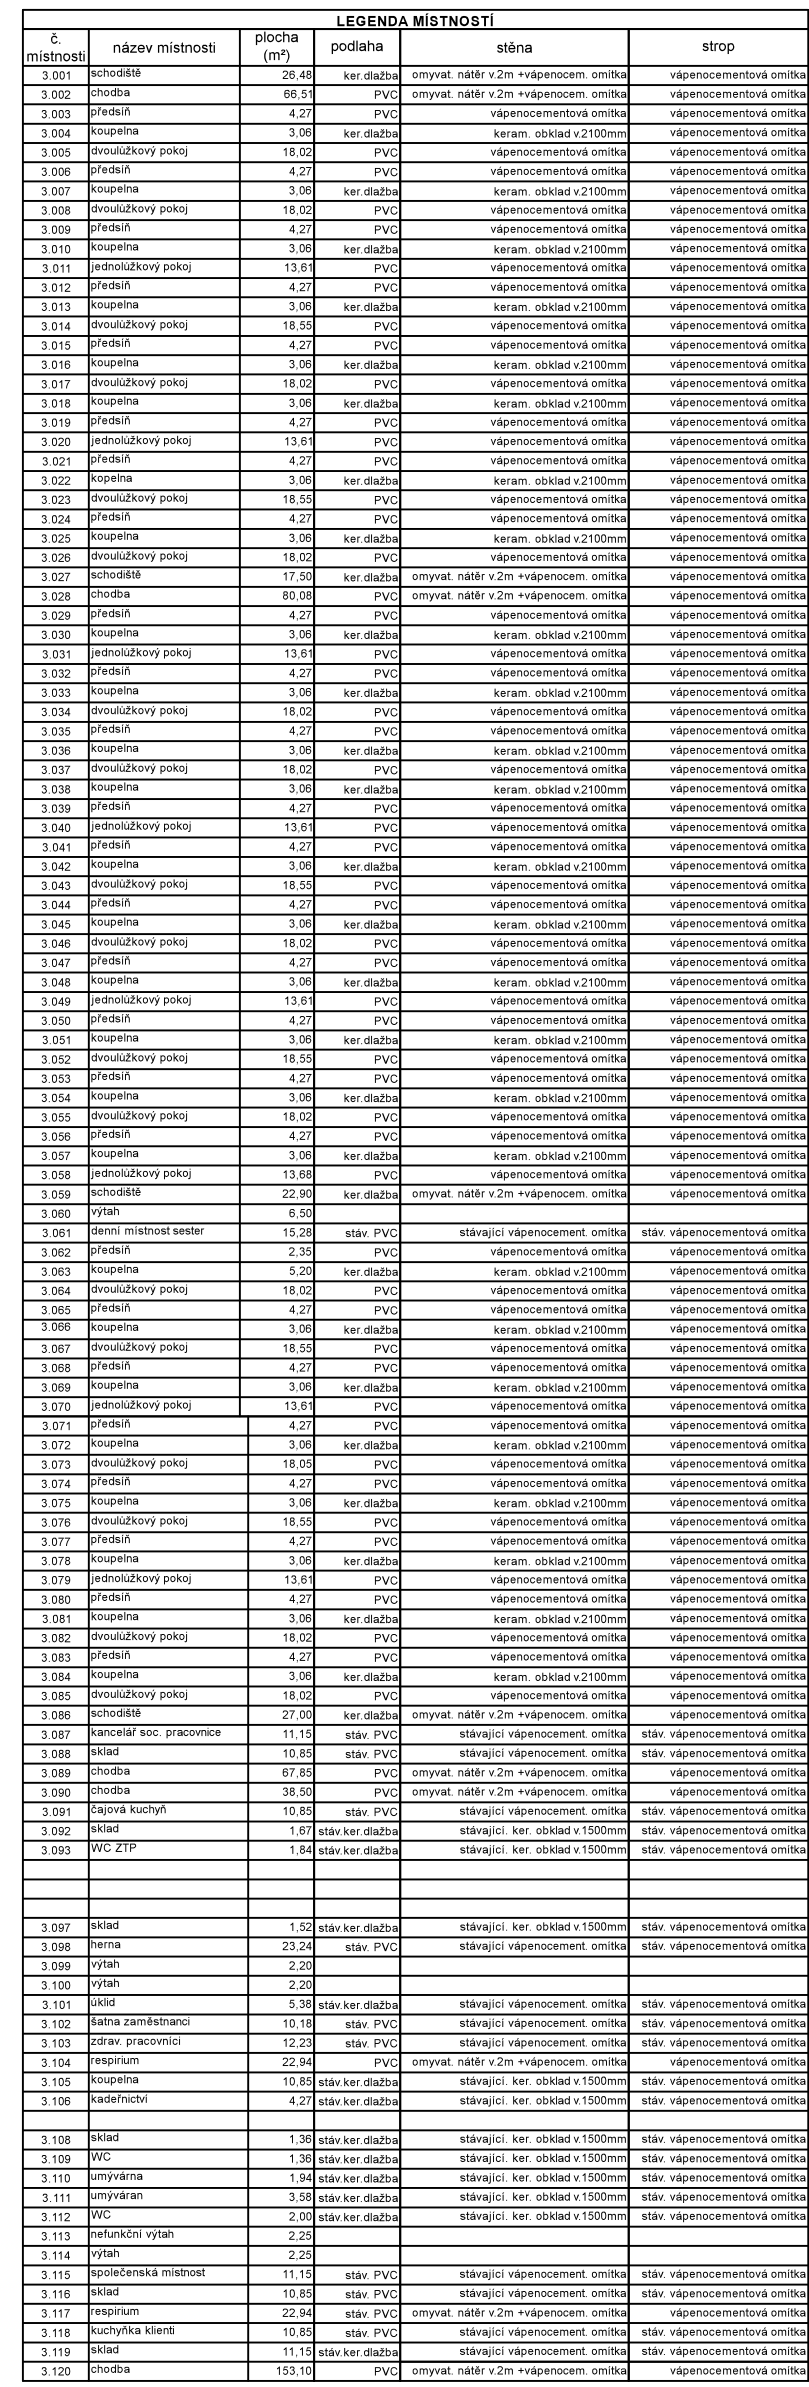 LEGENDA MÍSTNOSTÍ
č. místnosti název místnosti plocha (m²) podlaha stěna strop
3.001 schodiště 26,48 ker.dlažba omyvat. nátěr v.2m +vápenocem. omítka vápenocementová omítka
3.002 chodba 66,51 PVC omyvat. nátěr v.2m +vápenocem. omítka vápenocementová omítka
3.003 předsíň 4,27 PVC vápenocementová omítka vápenocementová omítka
3.004 koupelna 3,06 ker.dlažba keram. obklad v.2100mm vápenocementová omítka
3.005 dvoulůžkový pokoj 18,02 PVC vápenocementová omítka vápenocementová omítka
3.006 předsíň 4,27 PVC vápenocementová omítka vápenocementová omítka
3.007 koupelna 3,06 ker.dlažba keram. obklad v.2100mm vápenocementová omítka
3.008 dvoulůžkový pokoj 18,02 PVC vápenocementová omítka vápenocementová omítka
3.009 předsíň 4,27 PVC vápenocementová omítka vápenocementová omítka
3.010 koupelna 3,06 ker.dlažba keram. obklad v.2100mm vápenocementová omítka
3.011 jednolůžkový pokoj 13,61 PVC vápenocementová omítka vápenocementová omítka
3.012 předsíň 4,27 PVC vápenocementová omítka vápenocementová omítka
3.013 koupelna 3,06 ker.dlažba keram. obklad v.2100mm vápenocementová omítka
3.014 dvoulůžkový pokoj 18,55 PVC vápenocementová omítka vápenocementová omítka
3.015 předsíň 4,27 PVC vápenocementová omítka vápenocementová omítka
3.016 koupelna 3,06 ker.dlažba keram. obklad v.2100mm vápenocementová omítka
3.017 dvoulůžkový pokoj 18,02 PVC vápenocementová omítka vápenocementová omítka
3.018 koupelna 3,06 ker.dlažba keram. obklad v.2100mm vápenocementová omítka
3.019 předsíň 4,27 PVC vápenocementová omítka vápenocementová omítka
3.020 jednolůžkový pokoj 13,61 PVC vápenocementová omítka vápenocementová omítka
3.021 předsíň 4,27 PVC vápenocementová omítka vápenocementová omítka
3.022 kopelna 3,06 ker.dlažba keram. obklad v.2100mm vápenocementová omítka
3.023 dvoulůžkový pokoj 18,55 PVC vápenocementová omítka vápenocementová omítka
3.024 předsíň 4,27 PVC vápenocementová omítka vápenocementová omítka
3.025 koupelna 3,06 ker.dlažba keram. obklad v.2100mm vápenocementová omítka
3.026 dvoulůžkový pokoj 18,02 PVC vápenocementová omítka vápenocementová omítka
3.027 schodiště 17,50 ker.dlažba omyvat. nátěr v.2m +vápenocem. omítka vápenocementová omítka
3.028 chodba 80,08 PVC omyvat. nátěr v.2m +vápenocem. omítka vápenocementová omítka
3.029 předsíň 4,27 PVC vápenocementová omítka vápenocementová omítka
3.030 koupelna 3,06 ker.dlažba keram. obklad v.2100mm vápenocementová omítka
3.031 jednolůžkový pokoj 13,61 PVC vápenocementová omítka vápenocementová omítka
3.032 předsíň 4,27 PVC vápenocementová omítka vápenocementová omítka
3.033 koupelna 3,06 ker.dlažba keram. obklad v.2100mm vápenocementová omítka
3.034 dvoulůžkový pokoj 18,02 PVC vápenocementová omítka vápenocementová omítka
3.035 předsíň 4,27 PVC vápenocementová omítka vápenocementová omítka
3.036 koupelna 3,06 ker.dlažba keram. obklad v.2100mm vápenocementová omítka
3.037 dvoulůžkový pokoj 18,02 PVC vápenocementová omítka vápenocementová omítka
3.038 koupelna 3,06 ker.dlažba keram. obklad v.2100mm vápenocementová omítka
3.039 předsíň 4,27 PVC vápenocementová omítka vápenocementová omítka
3.040 jednolůžkový pokoj 13,61 PVC vápenocementová omítka vápenocementová omítka
3.041 předsíň 4,27 PVC vápenocementová omítka vápenocementová omítka
3.042 koupelna 3,06 ker.dlažba keram. obklad v.2100mm vápenocementová omítka
3.043 dvoulůžkový pokoj 18,55 PVC vápenocementová omítka vápenocementová omítka
3.044 předsíň 4,27 PVC vápenocementová omítka vápenocementová omítka
3.045 koupelna 3,06 ker.dlažba keram. obklad v.2100mm vápenocementová omítka
3.046 dvoulůžkový pokoj 18,02 PVC vápenocementová omítka vápenocementová omítka
3.047 předsíň 4,27 PVC vápenocementová omítka vápenocementová omítka
3.048 koupelna 3,06 ker.dlažba keram. obklad v.2100mm vápenocementová omítka
3.049 jednolůžkový pokoj 13,61 PVC vápenocementová omítka vápenocementová omítka
3.050 předsíň 4,27 PVC vápenocementová omítka vápenocementová omítka
3.051 koupelna 3,06 ker.dlažba keram. obklad v.2100mm vápenocementová omítka
3.052 dvoulůžkový pokoj 18,55 PVC vápenocementová omítka vápenocementová omítka
3.053 předsíň 4,27 PVC vápenocementová omítka vápenocementová omítka
3.054 koupelna 3,06 ker.dlažba keram. obklad v.2100mm vápenocementová omítka
3.055 dvoulůžkový pokoj 18,02 PVC vápenocementová omítka vápenocementová omítka
3.056 předsíň 4,27 PVC vápenocementová omítka vápenocementová omítka
3.057 koupelna 3,06 ker.dlažba keram. obklad v.2100mm vápenocementová omítka
3.058 jednolůžkový pokoj 13,68 PVC vápenocementová omítka vápenocementová omítka
3.059 schodiště 22,90 ker.dlažba omyvat. nátěr v.2m +vápenocem. omítka vápenocementová omítka
3.060 výtah 6,50
3.061 denní místnost sester 15,28 stáv. PVC stávající vápenocement. omítka stáv. vápenocementová omítka
3.062 předsíň 2,35 PVC vápenocementová omítka vápenocementová omítka
3.063 koupelna 5,20 ker.dlažba keram. obklad v.2100mm vápenocementová omítka
3.064 dvoulůžkový pokoj 18,02 PVC vápenocementová omítka vápenocementová omítka
3.065 předsíň 4,27 PVC vápenocementová omítka vápenocementová omítka
3.066 koupelna 3,06 ker.dlažba keram. obklad v.2100mm vápenocementová omítka
3.067 dvoulůžkový pokoj 18,55 PVC vápenocementová omítka vápenocementová omítka
3.068 předsíň 4,27 PVC vápenocementová omítka vápenocementová omítka
3.069 koupelna 3,06 ker.dlažba keram. obklad v.2100mm vápenocementová omítka
3.070 jednolůžkový pokoj 13,61 PVC vápenocementová omítka vápenocementová omítka
3.071 předsíň 4,27 PVC vápenocementová omítka vápenocementová omítka
3.072 koupelna 3,06 ker.dlažba keram. obklad v.2100mm vápenocementová omítka
3.073 dvoulůžkový pokoj 18,05 PVC vápenocementová omítka vápenocementová omítka
3.074 předsíň 4,27 PVC vápenocementová omítka vápenocementová omítka
3.075 koupelna 3,06 ker.dlažba keram. obklad v.2100mm vápenocementová omítka
3.076 dvoulůžkový pokoj 18,55 PVC vápenocementová omítka vápenocementová omítka
3.077 předsíň 4,27 PVC vápenocementová omítka vápenocementová omítka
3.078 koupelna 3,06 ker.dlažba keram. obklad v.2100mm vápenocementová omítka
3.079 jednolůžkový pokoj 13,61 PVC vápenocementová omítka vápenocementová omítka
3.080 předsíň 4,27 PVC vápenocementová omítka vápenocementová omítka
3.081 koupelna 3,06 ker.dlažba keram. obklad v.2100mm vápenocementová omítka
3.082 dvoulůžkový pokoj 18,02 PVC vápenocementová omítka vápenocementová omítka
3.083 předsíň 4,27 PVC vápenocementová omítka vápenocementová omítka
3.084 koupelna 3,06 ker.dlažba keram. obklad v.2100mm vápenocementová omítka
3.085 dvoulůžkový pokoj 18,02 PVC vápenocementová omítka vápenocementová omítka
3.086 schodiště 27,00 ker.dlažba omyvat. nátěr v.2m +vápenocem. omítka vápenocementová omítka
3.087 kancelář soc. pracovnice 11,15 stáv. PVC stávající vápenocement. omítka stáv. vápenocementová omítka
3.088 sklad 10,85 stáv. PVC stávající vápenocement. omítka stáv. vápenocementová omítka
3.089 chodba 67,85 PVC omyvat. nátěr v.2m +vápenocem. omítka vápenocementová omítka
3.090 chodba 38,50 PVC omyvat. nátěr v.2m +vápenocem. omítka vápenocementová omítka
3.091 čajová kuchyň 10,85 stáv. PVC stávající vápenocement. omítka stáv. vápenocementová omítka
3.092 sklad 1,67 stáv.ker.dlažba stávající. ker. obklad v.1500mm stáv. vápenocementová omítka
3.093 WC ZTP 1,84 stáv.ker.dlažba stávající. ker. obklad v.1500mm stáv. vápenocementová omítka
3.097 sklad 1,52 stáv.ker.dlažba stávající. ker. obklad v.1500mm stáv. vápenocementová omítka
3.098 herna 23,24 stáv. PVC stávající vápenocement. omítka stáv. vápenocementová omítka
3.099 výtah 2,20
3.100 výtah 2,20
3.101 úklid 5,38 stáv.ker.dlažba stávající vápenocement. omítka stáv. vápenocementová omítka
3.102 šatna zaměstnanci 10,18 stáv. PVC stávající vápenocement. omítka stáv. vápenocementová omítka
3.103 zdrav. pracovníci 12,23 stáv. PVC stávající vápenocement. omítka stáv. vápenocementová omítka
3.104 respirium 22,94 PVC omyvat. nátěr v.2m +vápenocem. omítka vápenocementová omítka
3.105 koupelna 10,85 stáv.ker.dlažba stávající. ker. obklad v.1500mm stáv. vápenocementová omítka
3.106 kadeřnictví 4,27 stáv.ker.dlažba stávající. ker. obklad v.1500mm stáv. vápenocementová omítka
3.108 sklad 1,36 stáv.ker.dlažba stávající. ker. obklad v.1500mm stáv. vápenocementová omítka
3.109 WC 1,36 stáv.ker.dlažba stávající. ker. obklad v.1500mm stáv. vápenocementová omítka
3.110 umývárna 1,94 stáv.ker.dlažba stávající. ker. obklad v.1500mm stáv. vápenocementová omítka
3.111 umýváran 3,58 stáv.ker.dlažba stávající. ker. obklad v.1500mm stáv. vápenocementová omítka
3.112 WC 2,00 stáv.ker.dlažba stávající. ker. obklad v.1500mm stáv. vápenocementová omítka
3.113 nefunkční výtah 2,25
3.114 výtah 2,25
3.115 společenská místnost 11,15 stáv. PVC stávající vápenocement. omítka stáv. vápenocementová omítka
3.116 sklad 10,85 stáv. PVC stávající vápenocement. omítka stáv. vápenocementová omítka
3.117 respirium 22,94 stáv. PVC omyvat. nátěr v.2m +vápenocem. omítka vápenocementová omítka
3.118 kuchyňka klienti 10,85 stáv. PVC stávající vápenocement. omítka stáv. vápenocementová omítka
3.119 sklad 11,15 stáv.ker.dlažba stávající vápenocement. omítka stáv. vápenocementová omítka
3.120 chodba 153,10 PVC omyvat. nátěr v.2m +vápenocem. omítka vápenocementová omítka